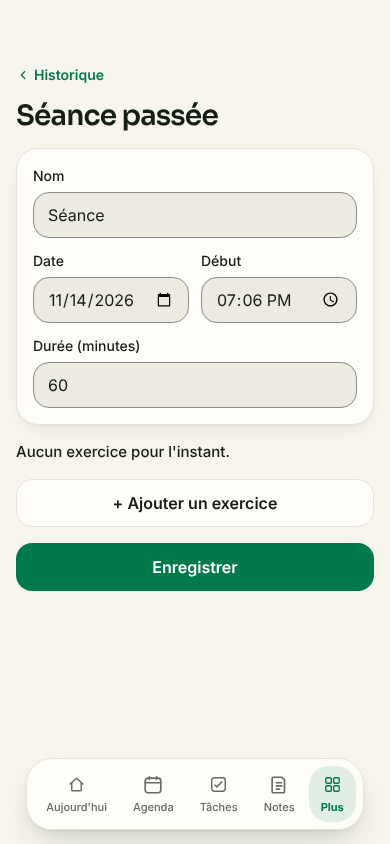 Historique
Séance passée
Nom
Séance
Date
Début
11/14/2026
07:06 PM
Durée (minutes)
60
Aucun exercice pour l'instant.
+ Ajouter un exercice
Enregistrer
Aujourd'hui
Agenda
Tâches
Notes
Plus